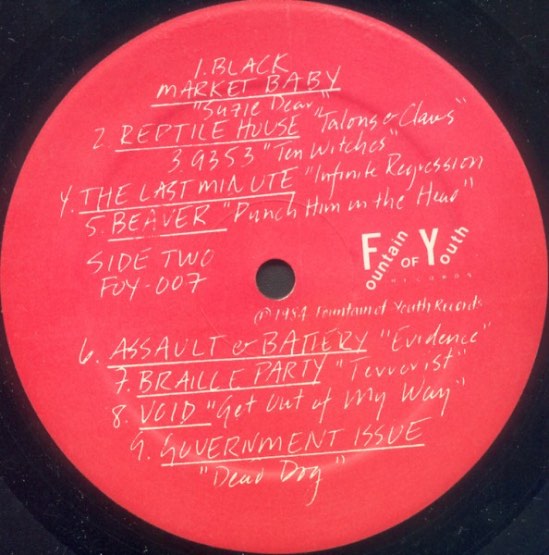 1. BLACK
MARKET BABY
"Suzie Dear"
2. REPTILE HOUSE "Talons & Claws"
3. 9353 "Ten Witches"
4. THE LAST MINUTE "Infinite Regression
5. BEAVER "Punch Him in the Head"
SIDE TWO
FOY-007
Fountain OF Youth
RECORDS
℗ 1984 Fountain of Youth Records
6. ASSAULT & BATTERY "Evidence"
7. BRAILLE PARTY "Terrorist"
8. VOID "Get Out of My Way"
9. GOVERNMENT ISSUE
"Dead Dog"